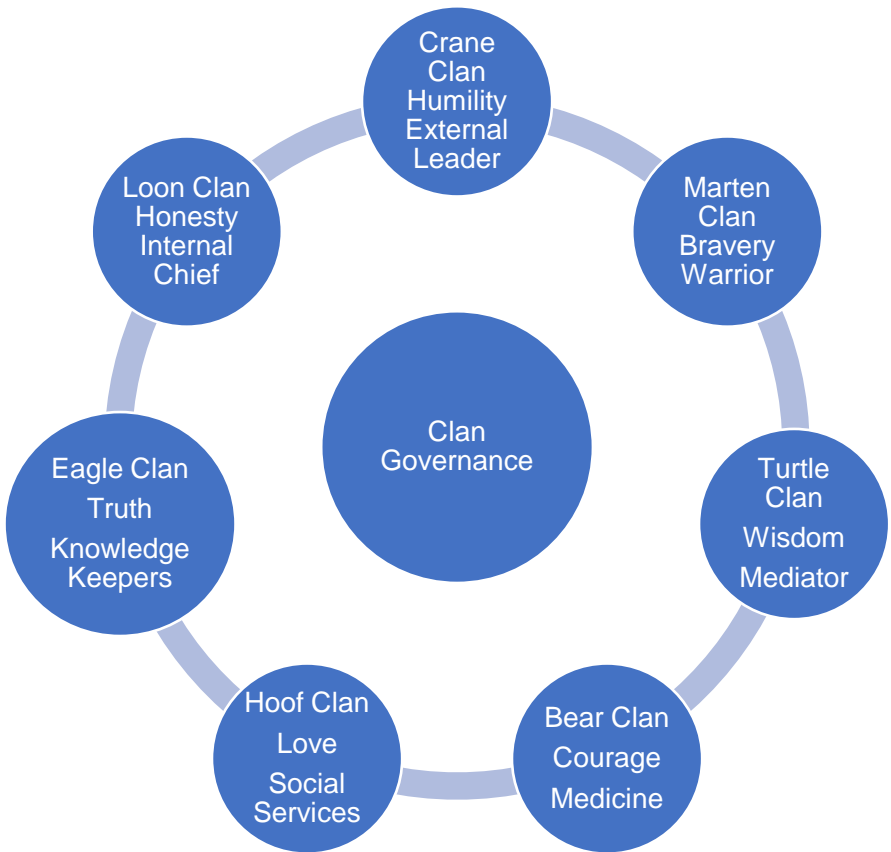 Crane
Clan
Humility
External
Leader
Marten
Clan
Bravery
Warrior
Turtle
Clan
Wisdom
Mediator
Bear Clan
Courage
Medicine
Hoof Clan
Love
Social
Services
Eagle Clan
Truth
Knowledge
Keepers
Loon Clan
Honesty
Internal
Chief
Clan
Governance